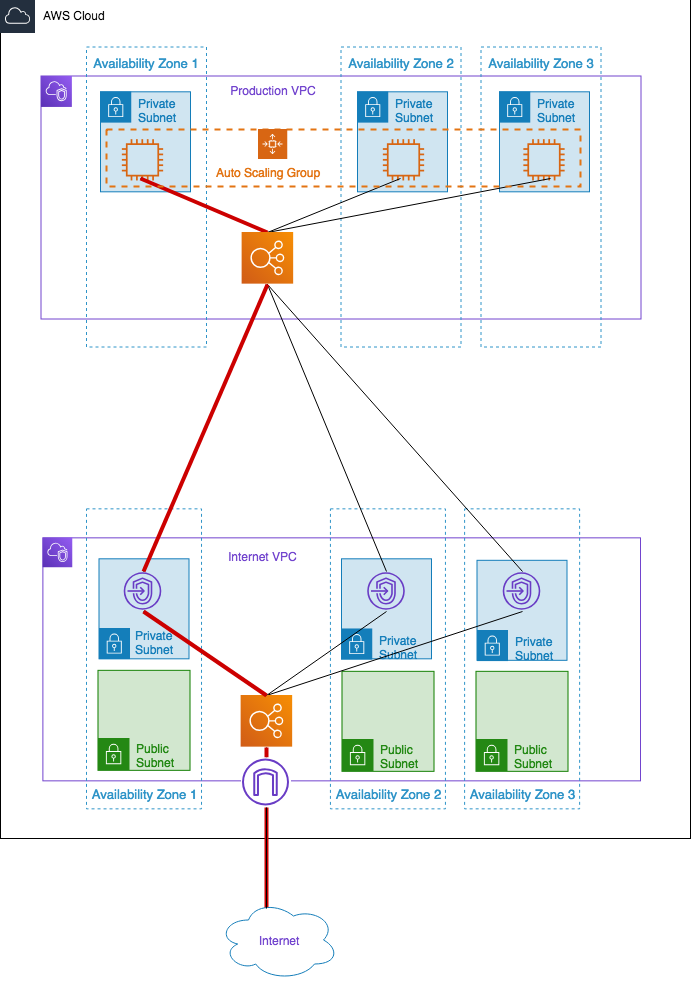 AWS Cloud
Availability Zone 1
Availability Zone 2
Availability Zone 3
Production VPC
Private
Subnet
Private
Subnet
Private
Subnet
Auto Scaling Group
Internet VPC
Private
Subnet
Private
Subnet
Private
Subnet
Public
Subnet
Public
Subnet
Public
Subnet
Availability Zone 1
Availability Zone 2
Availability Zone 3
Internet